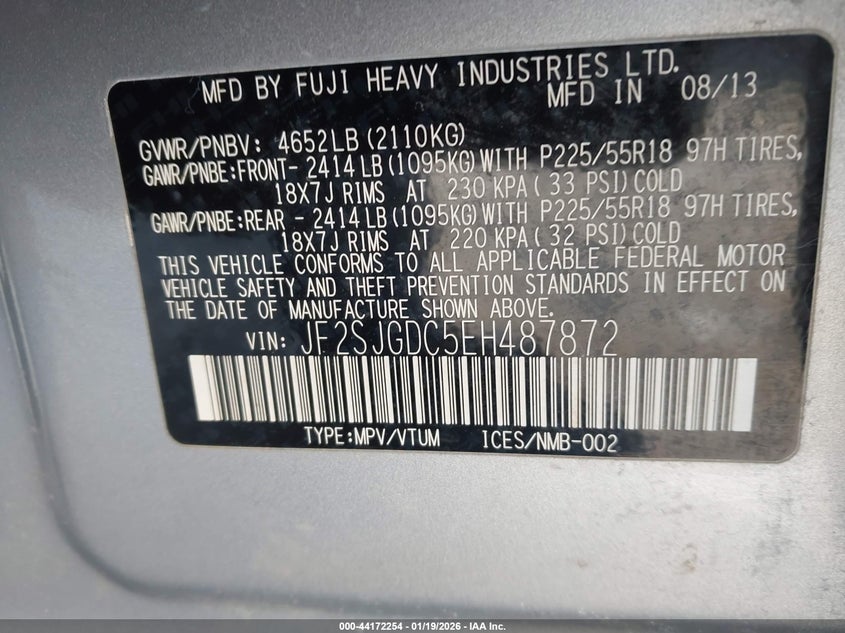 MFD BY FUJI HEAVY INDUSTRIES LTD.
MFD IN 08/13
GVWR/PNBV: 4652LB(2110KG)
GAWR/PNBE:FRONT- 2414LB(1095KG)WITH P225/55R18 97H TIRES,
18X7J RIMS AT 230 KPA( 33 PSI)COLD
GAWR/PNBE:REAR - 2414LB(1095KG)WITH P225/55R18 97H TIRES,
18X7J RIMS AT 220 KPA( 32 PSI)COLD
THIS VEHICLE CONFORMS TO ALL APPLICABLE FEDERAL MOTOR
VEHICLE SAFETY AND THEFT PREVENTION STANDARDS IN EFFECT ON
THE DATE OF MANUFACTURE SHOWN ABOVE.
VIN: JF2SJGDC5EH487872
TYPE:MPV/VTUM ICES/NMB-002
000-44172254 - 01/19/2026 - IAA Inc.